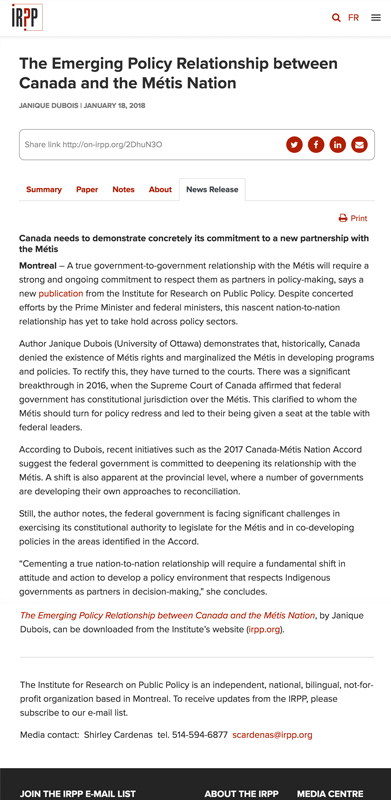 IRPP
FR
The Emerging Policy Relationship between
Canada and the Métis Nation
JANIQUE DUBOIS | JANUARY 18, 2018
Share link http://on-irpp.org/2DhuN3O
Summary Paper Notes About News Release
Print
Canada needs to demonstrate concretely its commitment to a new partnership with
the Métis
Montreal – A true government-to-government relationship with the Métis will require a
strong and ongoing commitment to respect them as partners in policy-making, says a
new publication from the Institute for Research on Public Policy. Despite concerted
efforts by the Prime Minister and federal ministers, this nascent nation-to-nation
relationship has yet to take hold across policy sectors.
Author Janique Dubois (University of Ottawa) demonstrates that, historically, Canada
denied the existence of Métis rights and marginalized the Métis in developing programs
and policies. To rectify this, they have turned to the courts. There was a significant
breakthrough in 2016, when the Supreme Court of Canada affirmed that federal
government has constitutional jurisdiction over the Métis. This clarified to whom the
Métis should turn for policy redress and led to their being given a seat at the table with
federal leaders.
According to Dubois, recent initiatives such as the 2017 Canada-Métis Nation Accord
suggest the federal government is committed to deepening its relationship with the
Métis. A shift is also apparent at the provincial level, where a number of governments
are developing their own approaches to reconciliation.
Still, the author notes, the federal government is facing significant challenges in
exercising its constitutional authority to legislate for the Métis and in co-developing
policies in the areas identified in the Accord.
“Cementing a true nation-to-nation relationship will require a fundamental shift in
attitude and action to develop a policy environment that respects Indigenous
governments as partners in decision-making,” she concludes.
The Emerging Policy Relationship between Canada and the Métis Nation, by Janique
Dubois, can be downloaded from the Institute’s website (irpp.org).
The Institute for Research on Public Policy is an independent, national, bilingual, not-for-
profit organization based in Montreal. To receive updates from the IRPP, please
subscribe to our e-mail list.
Media contact: Shirley Cardenas tel. 514-594-6877 scardenas@irpp.org
JOIN THE IRPP E-MAIL LIST ABOUT THE IRPP MEDIA CENTRE